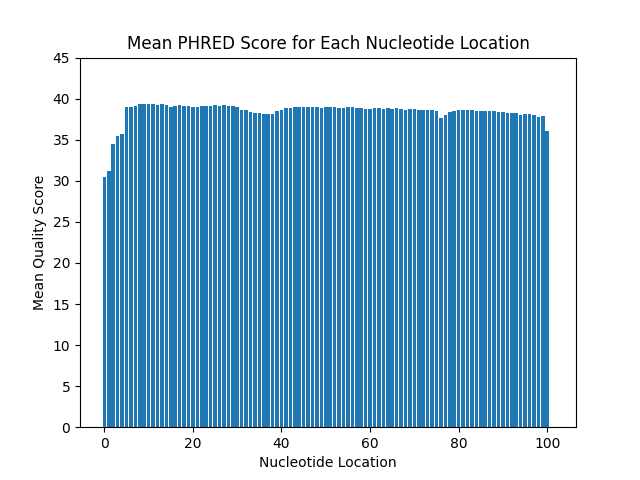 Mean PHRED Score for Each Nucleotide Location
45
40
35
30
25
20
15
10
5
0
Mean Quality Score
0 20 40 60 80 100
Nucleotide Location